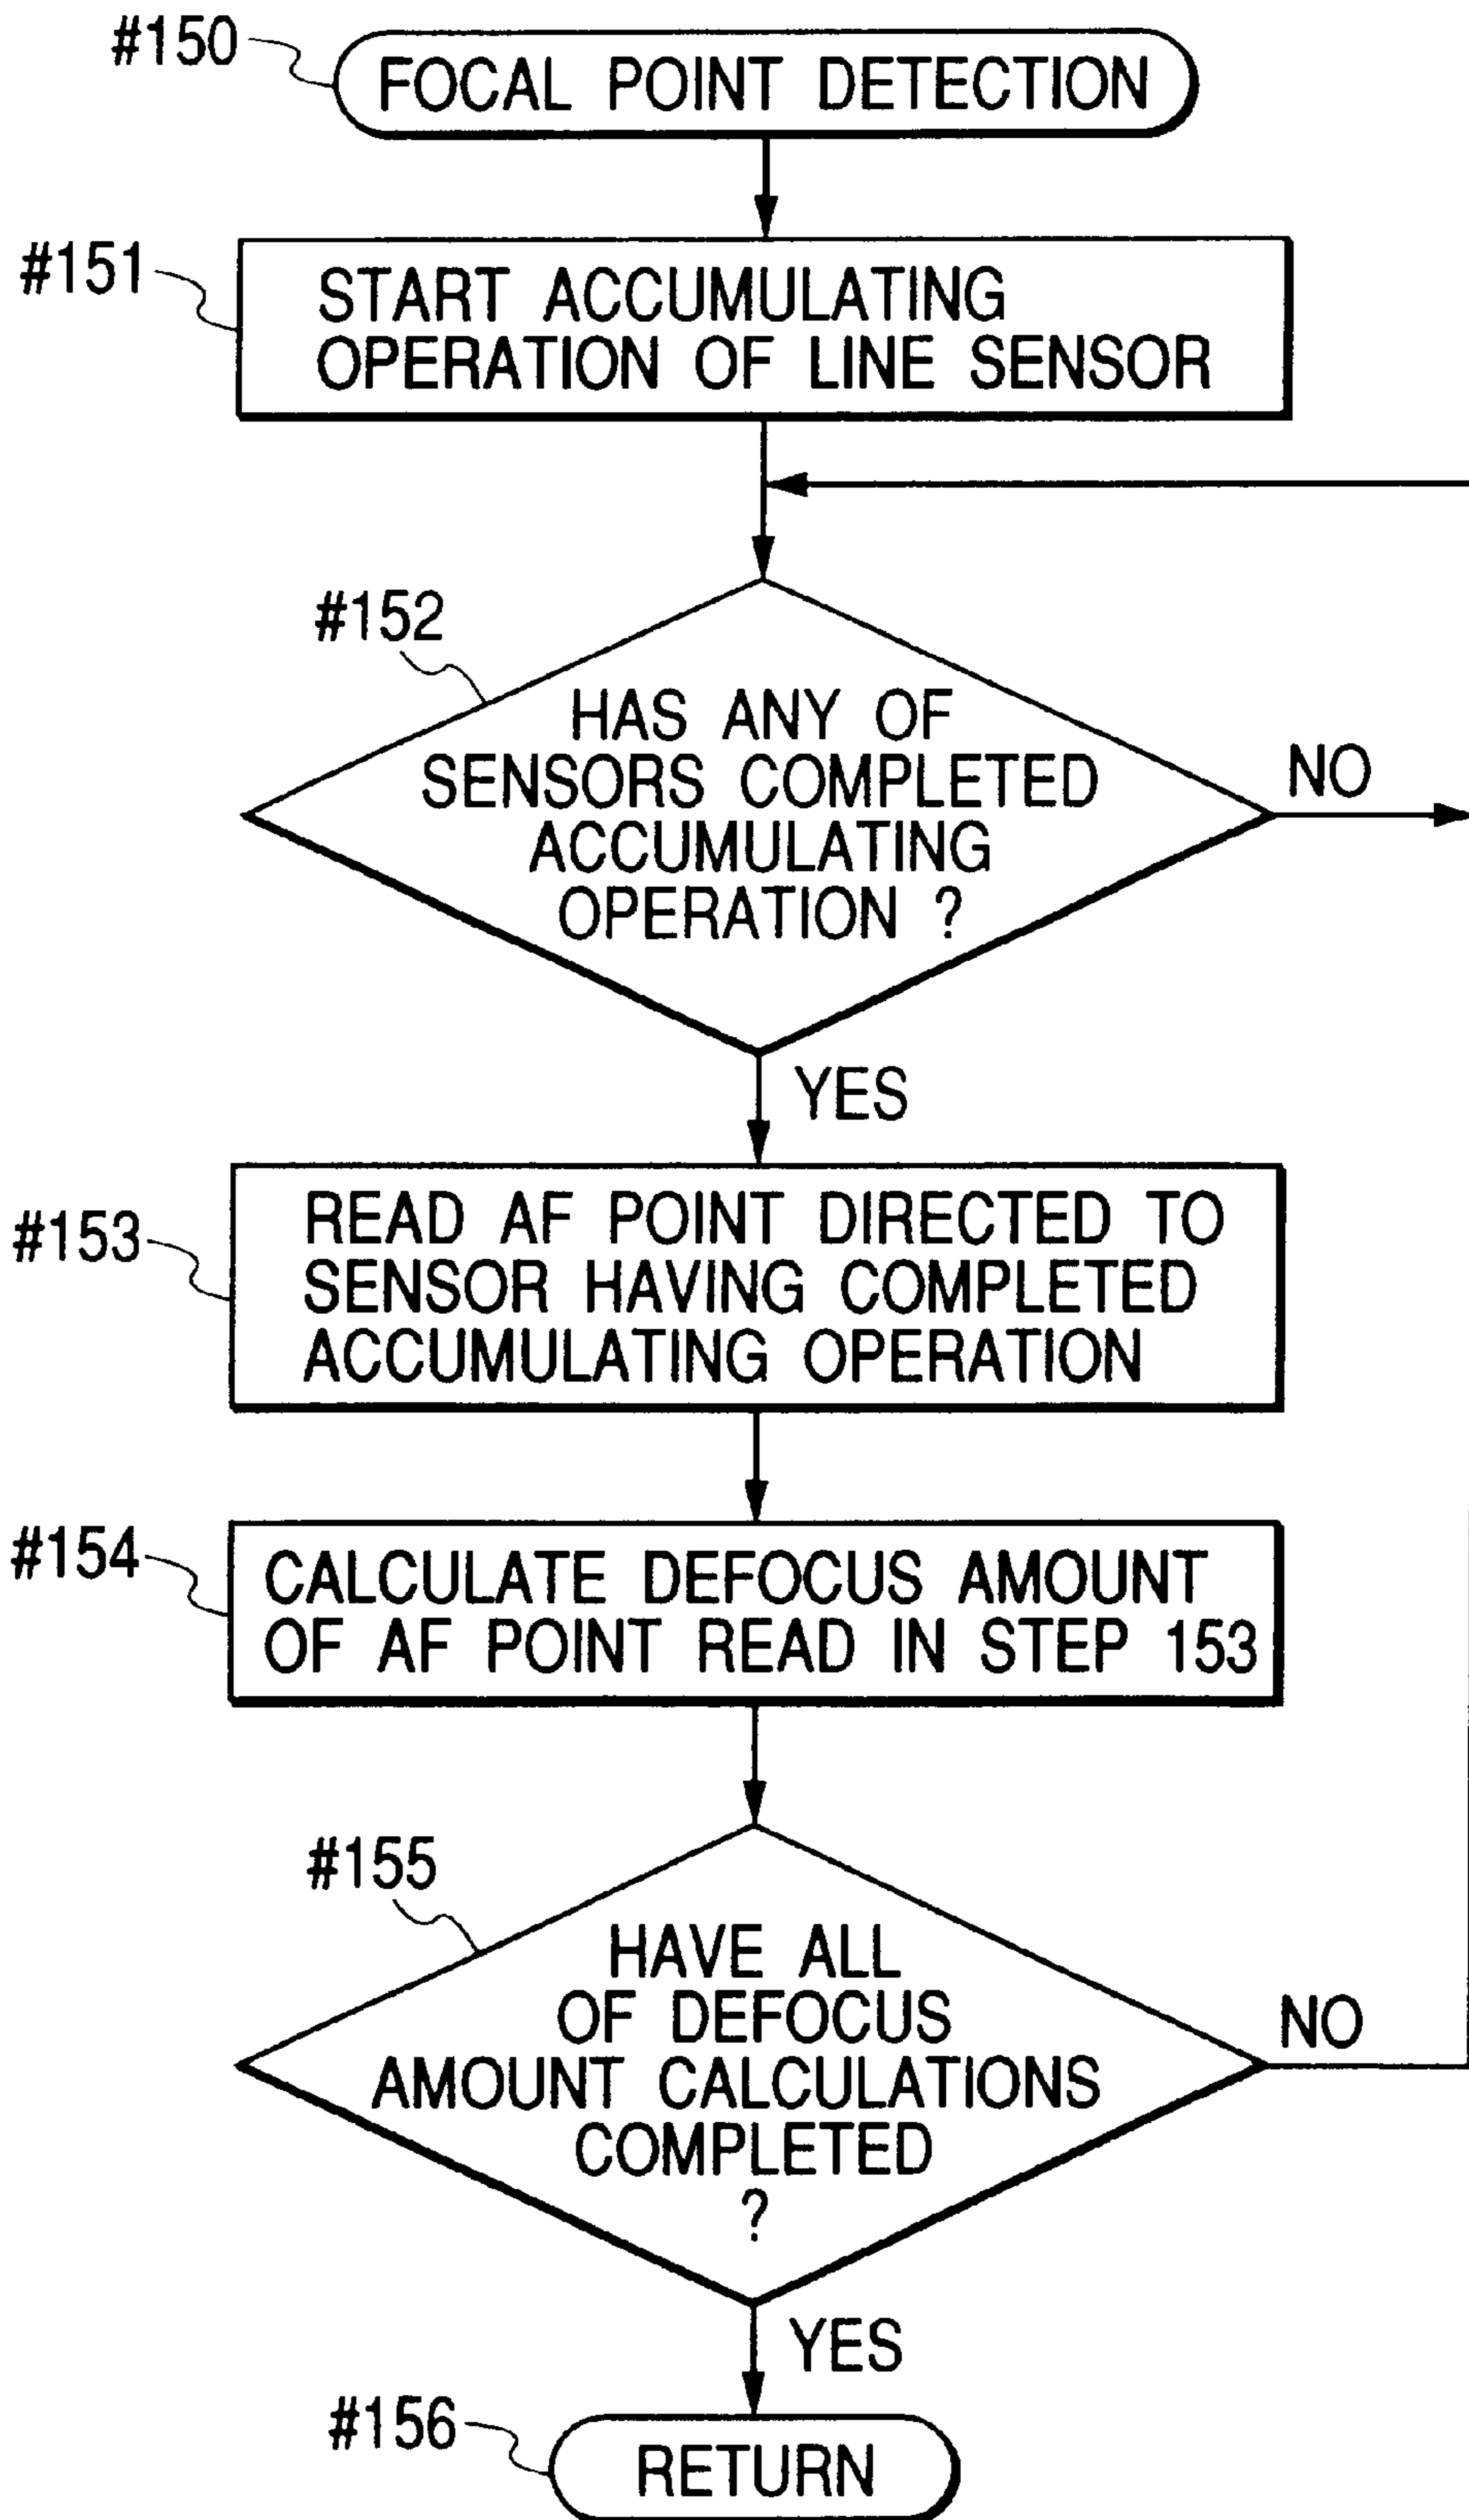 #150
FOCAL POINT DETECTION
#151
START ACCUMULATING
OPERATION OF LINE SENSOR
#152
HAS ANY OF
SENSORS COMPLETED
ACCUMULATING
OPERATION ?
NO
YES
#153
READ AF POINT DIRECTED TO
SENSOR HAVING COMPLETED
ACCUMULATING OPERATION
#154
CALCULATE DEFOCUS AMOUNT
OF AF POINT READ IN STEP 153
#155
HAVE ALL
OF DEFOCUS
AMOUNT CALCULATIONS
COMPLETED
?
NO
YES
#156
RETURN